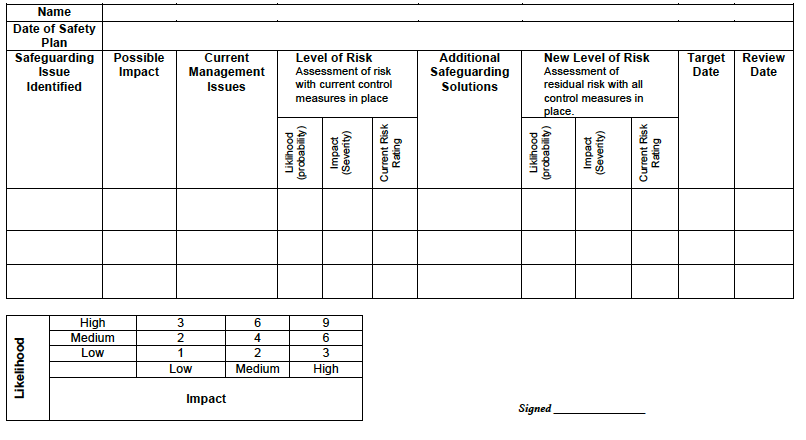 Name
Date of Safety
Plan
Safeguarding
Issue
Identified
Possible
Impact
Current
Management
Issues
Level of Risk
Assessment of risk
with current control
measures in place
Liklihood
(probability)
Impact
(Severity)
Current Risk
Rating
Additional
Safeguarding
Solutions
New Level of Risk
Assessment of
residual risk with all
control measures in
place.
Liklihood
(probability)
Impact
(Severity)
Current Risk
Rating
Target
Date
Review
Date
Likelihood
High 3 6 9
Medium 2 4 6
Low 1 2 3
Low Medium High
Impact
Signed _______________